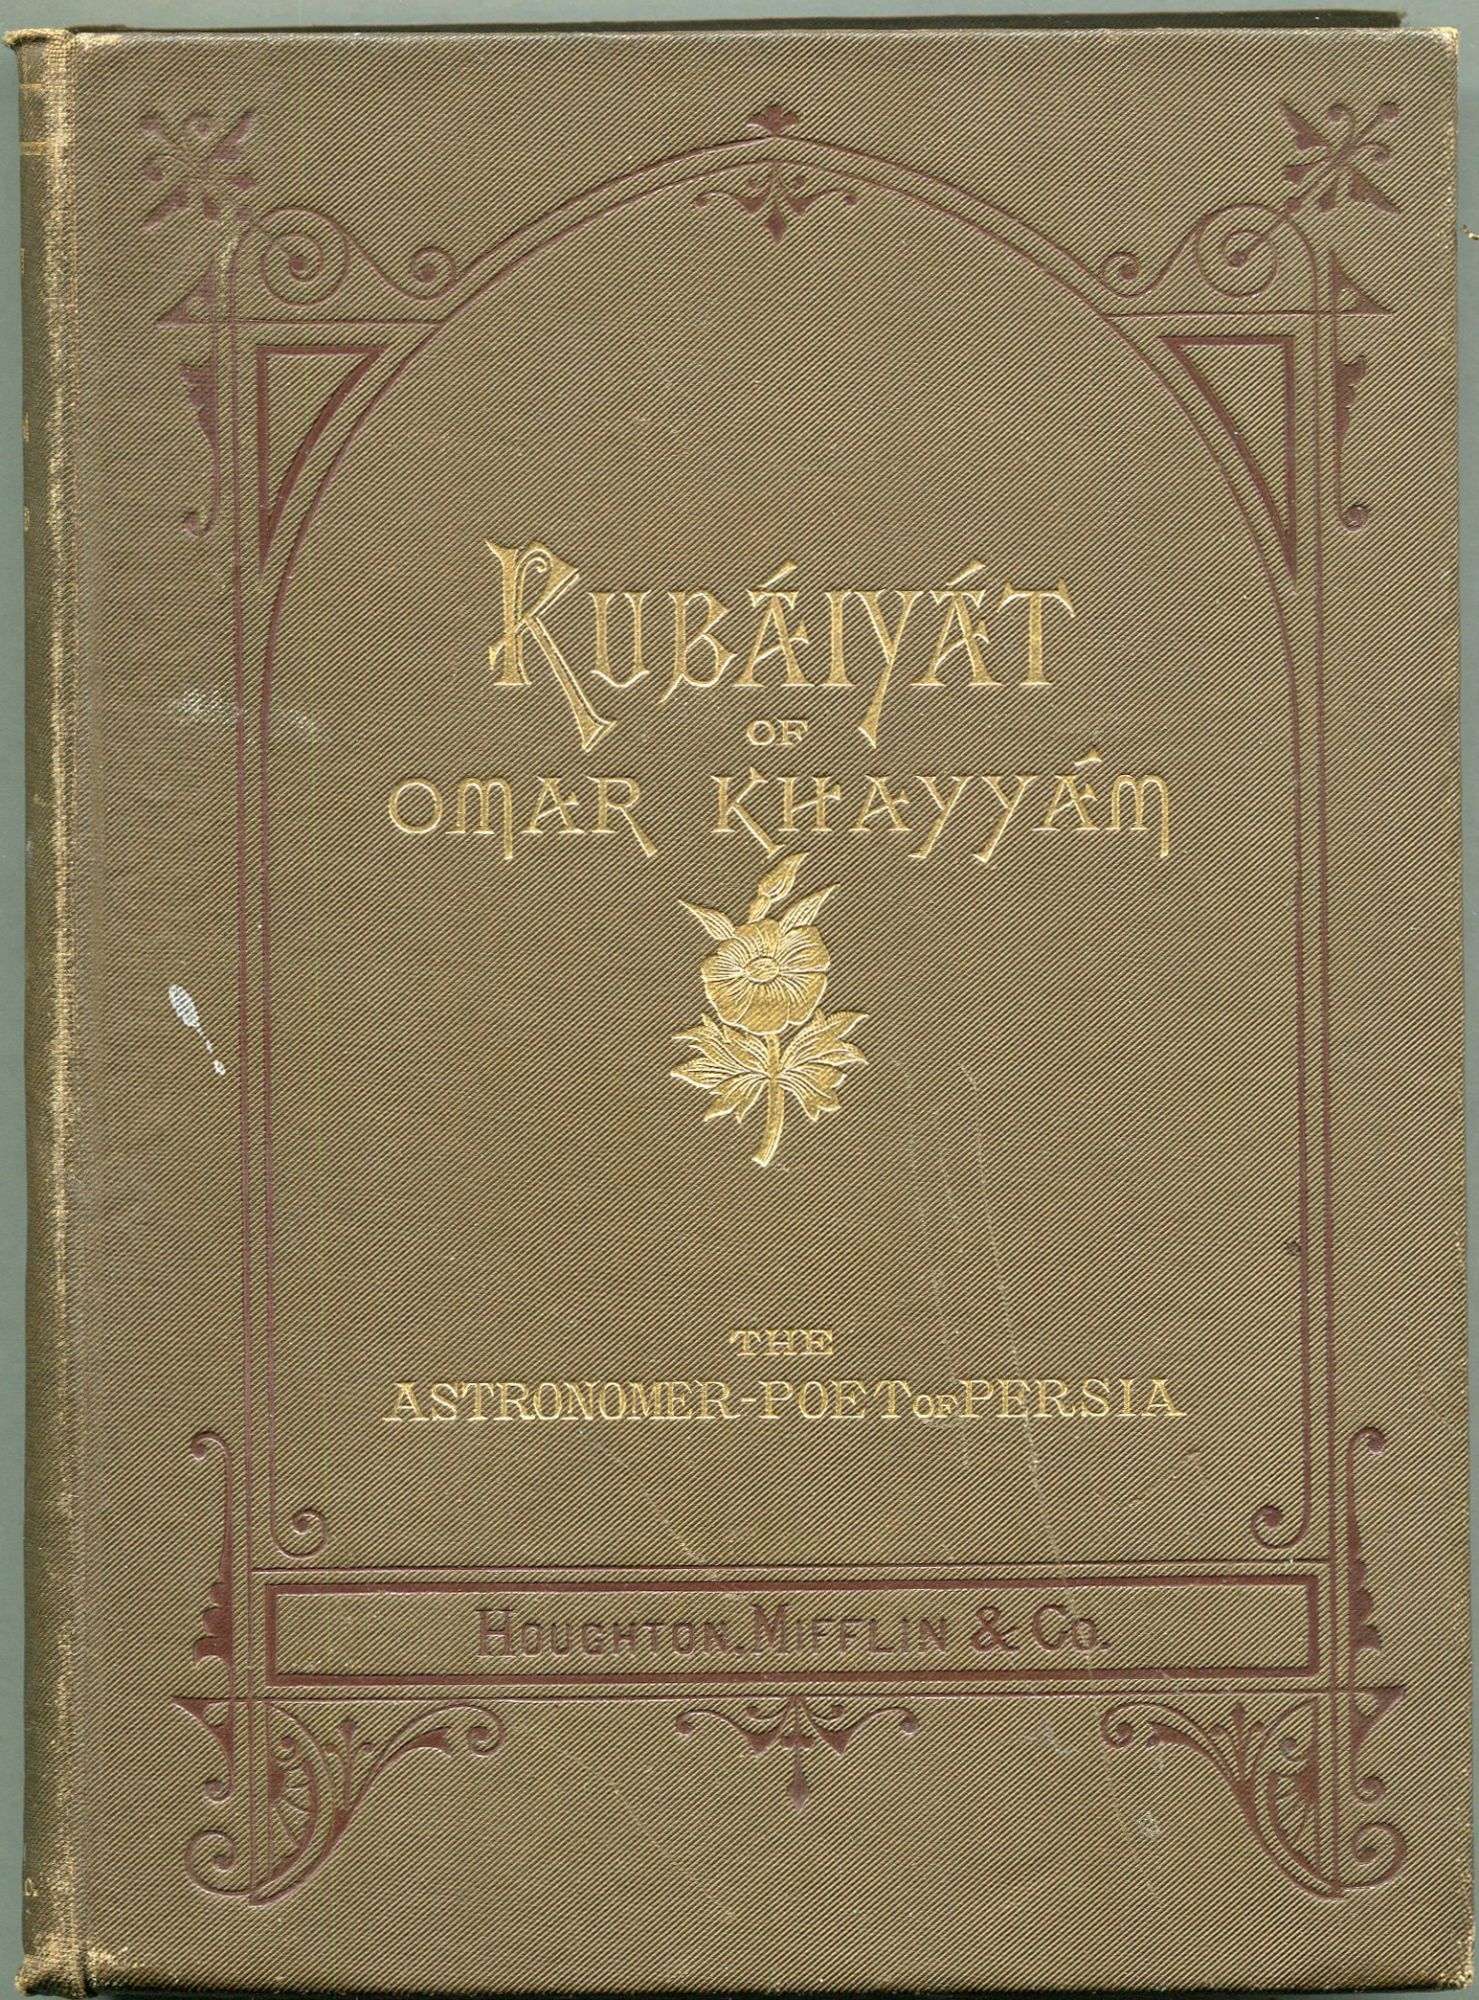 RUBÁIYÁT
OF
OMAR KHAYYÁM
THE
ASTRONOMER-POET OF PERSIA
HOUGHTON, MIFFLIN & CO.